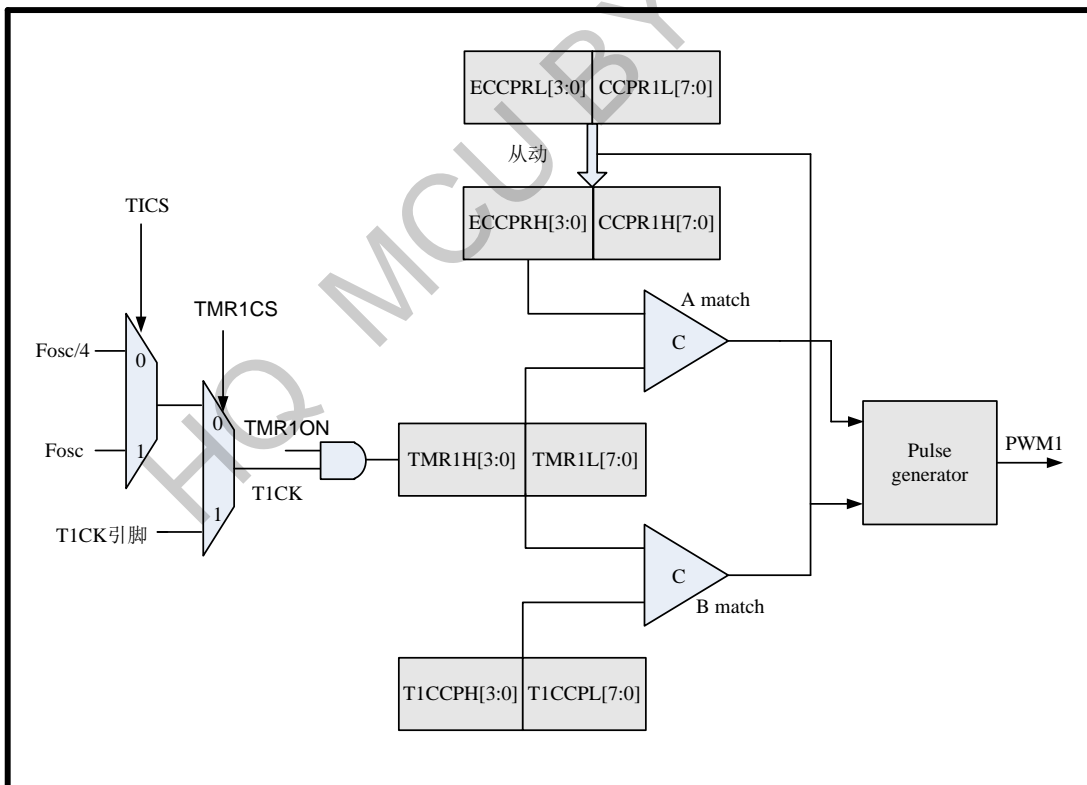 HQ MCU BY
ECCPRL[3:0] CCPR1L[7:0]
从动
ECCPRH[3:0] CCPR1H[7:0]
TICS
TMR1CS
A match
C
Fosc/4
0
0
TMR1ON
Fosc
1
TMR1H[3:0] TMR1L[7:0]
Pulse
generator
PWM1
T1CK
1
T1CK引脚
C
B match
T1CCPH[3:0] T1CCPL[7:0]